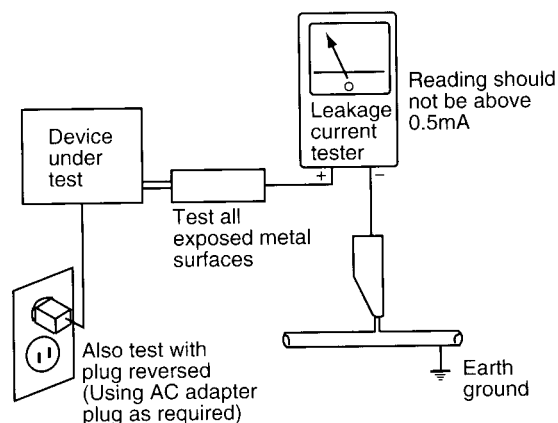 Device
under
test
Leakage
current
tester
+ –
Reading should
not be above
0.5mA
Test all
exposed metal
surfaces
Also test with
plug reversed
(Using AC adapter
plug as required)
Earth
ground